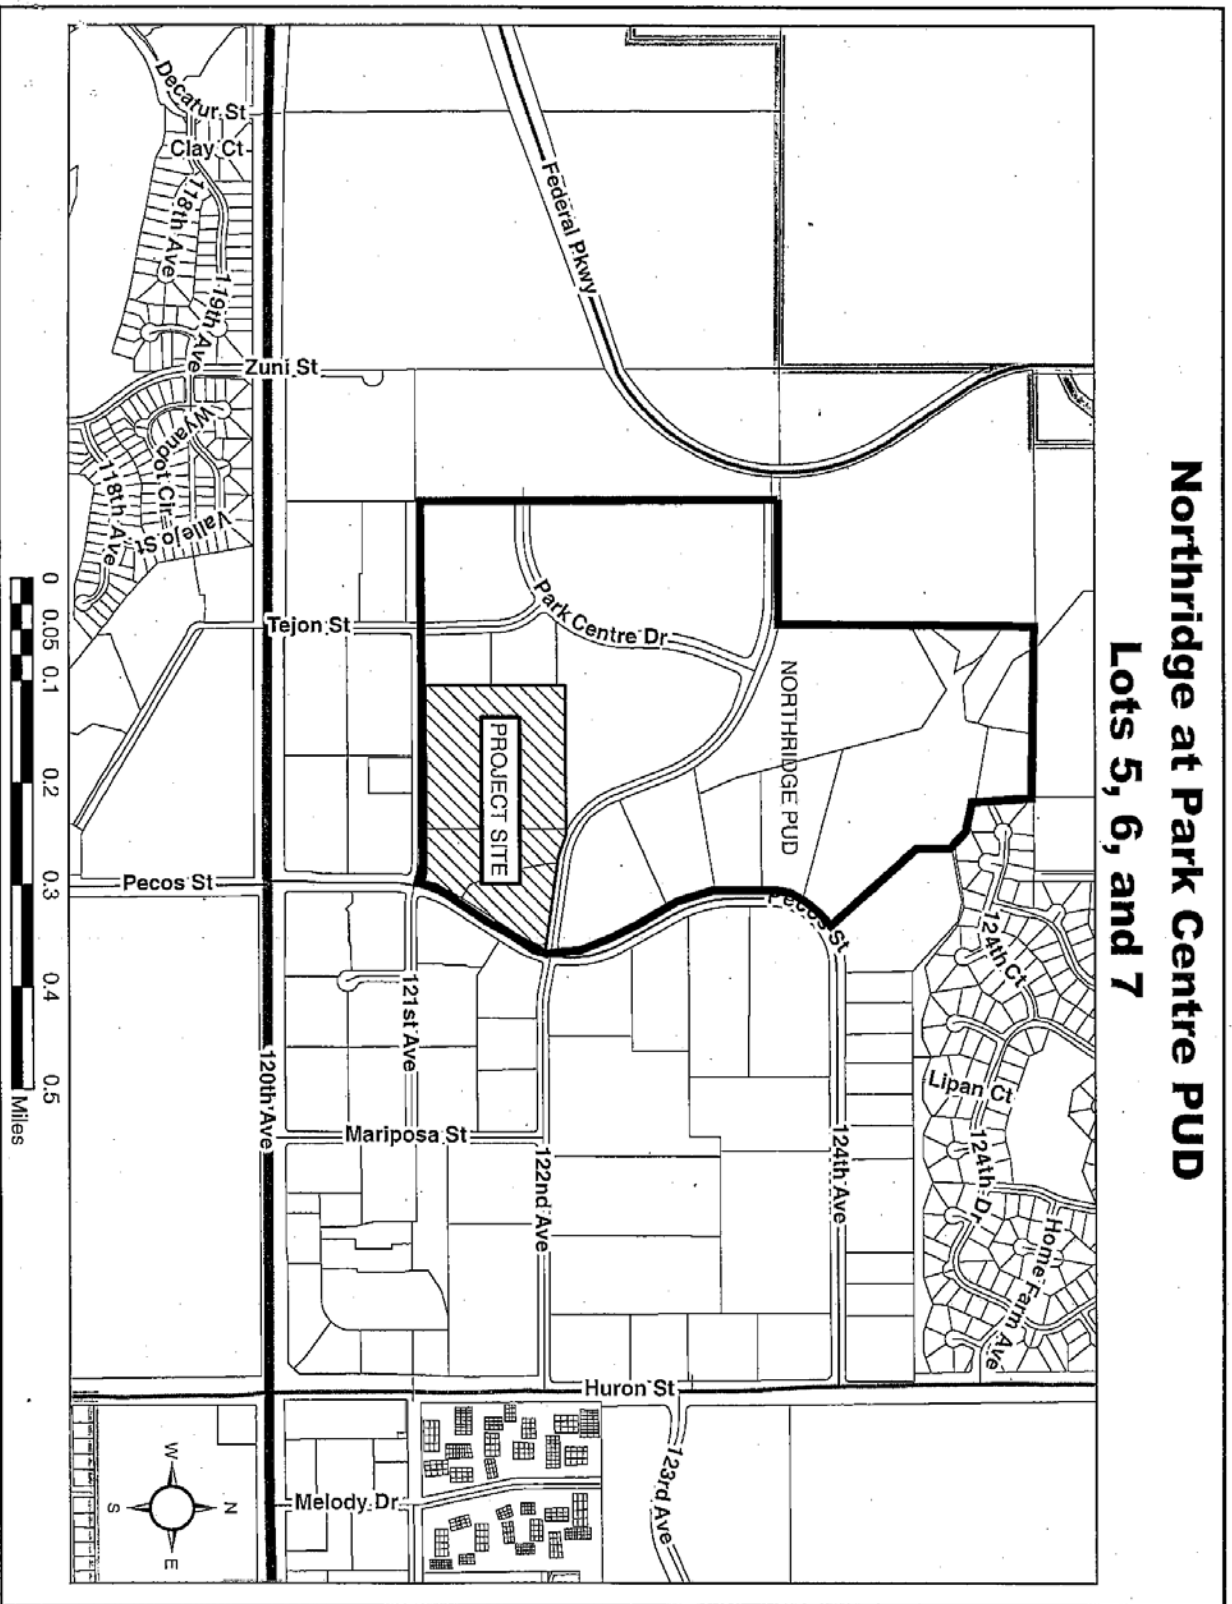 Northridge at Park Centre PUD
Lots 5, 6, and 7
Home Farm Ave
124th Ct
Lipan Ct
124th Dr
NORTHRIDGE PUD
Pecos St
124th Ave
123rd Ave
Federal Pkwy
Park Centre Dr
Huron St
PROJECT SITE
122nd Ave
121st Ave
Mariposa St
Melody Dr
Zuni St
Tejon St
120th Ave
Decatur St
Clay Ct
118th Ave
119th Ave
Wyandot Cir
Vallejo St
118th Ave
Pecos St
N
W
E
S
0 0.05 0.1 0.2 0.3 0.4 0.5
Miles